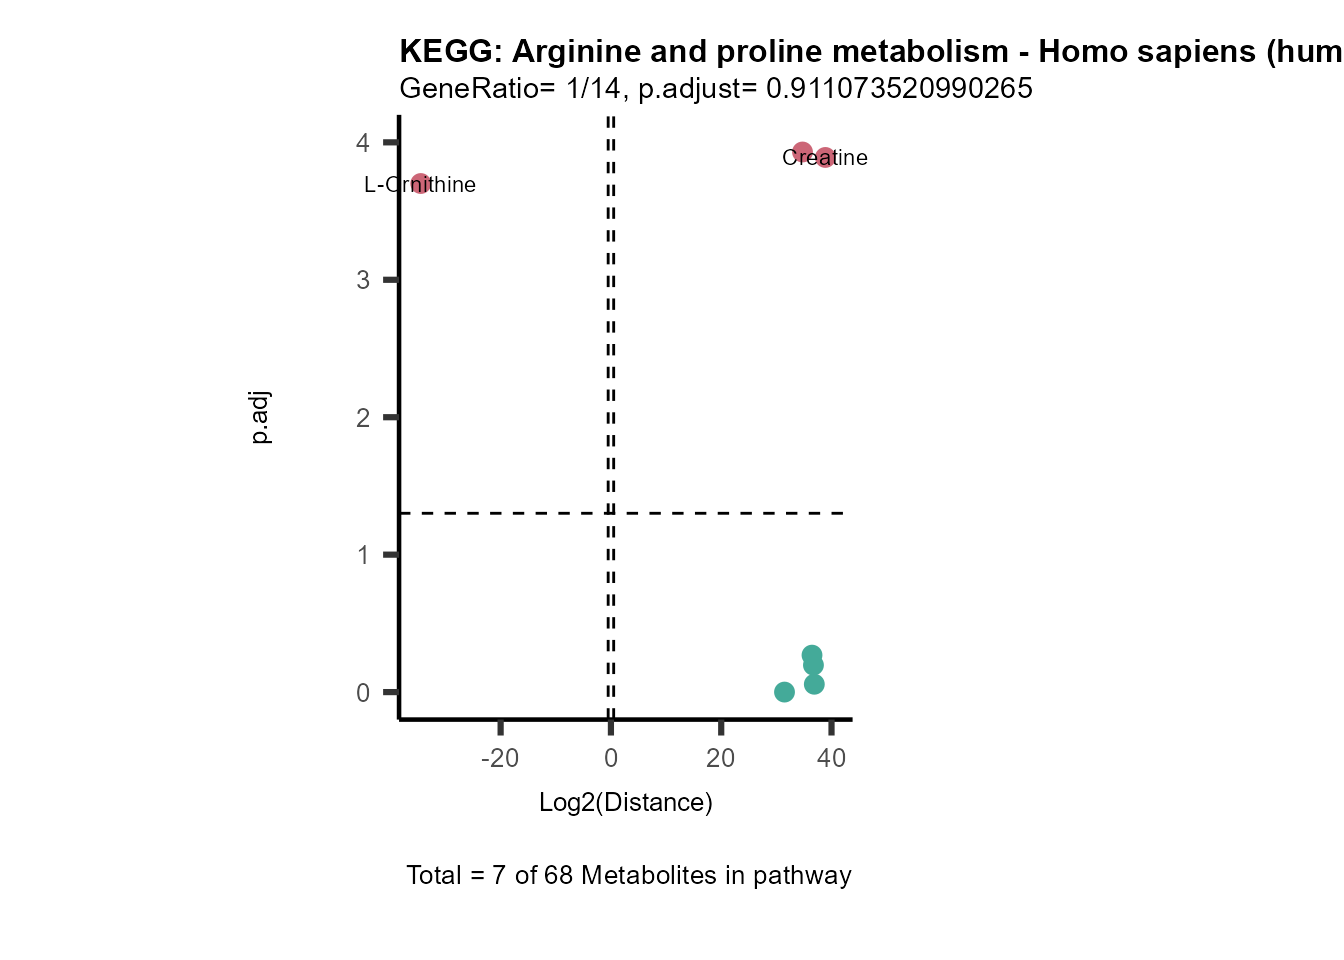 KEGG: Arginine and proline metabolism - Homo sapiens (hum
GeneRatio= 1/14, p.adjust= 0.911073520990265
4
Creatine
L-Ornithine
3
p.adj
2
1
0
-20 0 20 40
Log2(Distance)
Total = 7 of 68 Metabolites in pathway